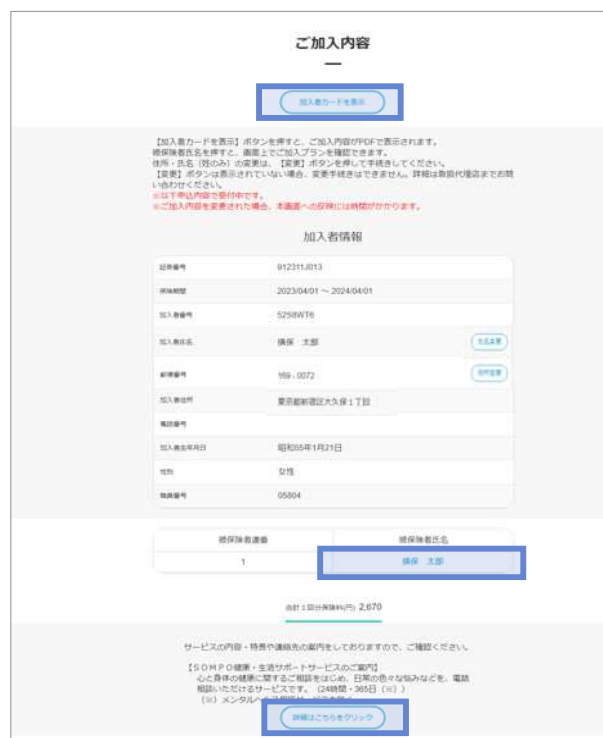 ご加入内容
加入者カードを表示
【加入者カードを表示】ボタンを押すと、ご加入内容がPDFで表示されます。
被保険者氏名を押すと、画面上でご加入プランを確認できます。
住所・氏名（姓のみ）の変更は、【変更】ボタンを押して手続きしてください。
【変更】ボタンは表示されていない場合、変更手続きはできません。詳細は取扱代理店までお問
い合わせください。
※以下申込内容で受付中です。
※ご加入内容を変更された場合、本画面への反映には時間がかかります。
加入者情報
証券番号 912311J013
保険期間 2023/04/01 ～ 2024/04/01
加入者番号 5258WT6
加入者氏名 損保 太郎 氏名変更
郵便番号 169-0072 住所変更
加入者住所 東京都新宿区大久保１丁目
電話番号
加入者生年月日 昭和55年1月21日
性別 女性
職員番号 05804
被保険者連番 被保険者氏名
1 損保 太郎
合計１回分保険料(円) 2,670
サービスの内容・特長や連絡先の案内をしておりますので、ご確認ください。
【ＳＯＭＰＯ健康・生活サポートサービスのご案内】
心と身体の健康に関するご相談をはじめ、日常の色々な悩みなどを、電話
相談いただけるサービスです。（24時間・365日（※））
（※）メンタルヘルス相談
詳細はこちらをクリック